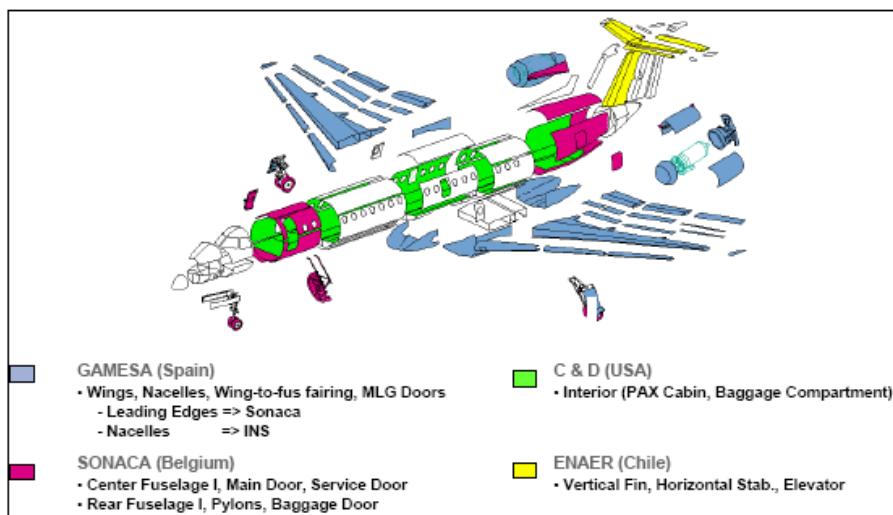 GAMESA (Spain)
• Wings, Nacelles, Wing-to-fus fairing, MLG Doors
- Leading Edges => Sonaca
- Nacelles => INS
SONACA (Belgium)
• Center Fuselage I, Main Door, Service Door
• Rear Fuselage I, Pylons, Baggage Door
C & D (USA)
• Interior (PAX Cabin, Baggage Compartment)
ENAER (Chile)
• Vertical Fin, Horizontal Stab., Elevator